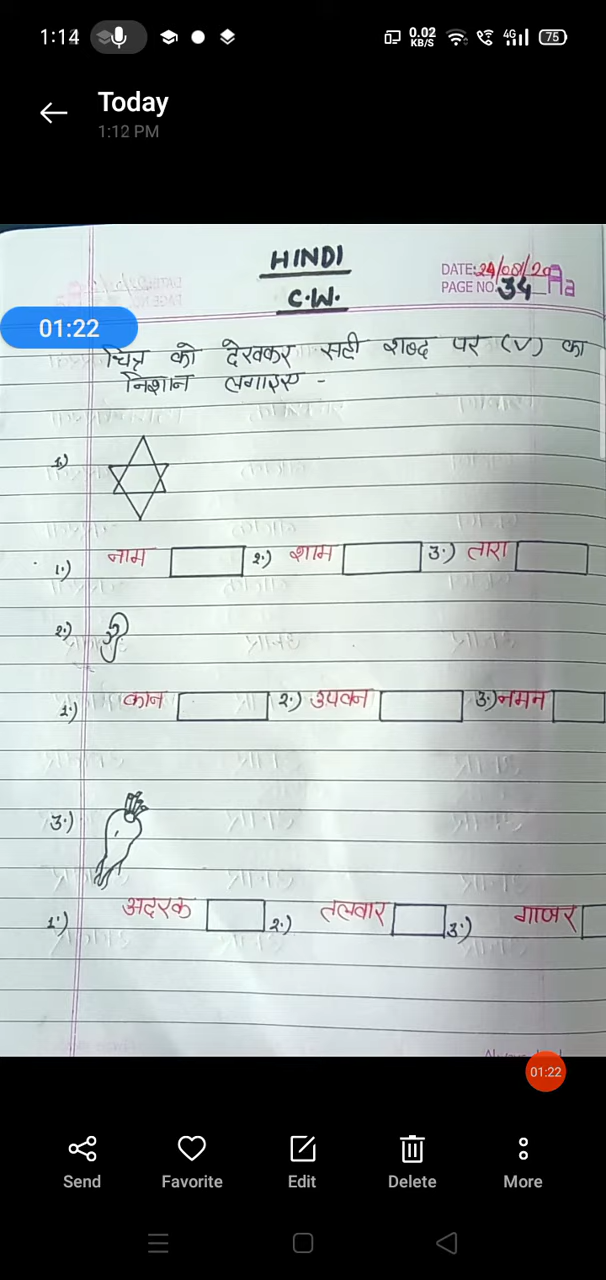 1:14 0.02 KB/S 4G 75
Today
1:12 PM
HINDI
DATE: 24/08/20
C.W.
PAGE NO: 34
01:22
चित्र को देखकर सही शब्द पर (√) का
निशान लगाइए -
1)
1.) नाम 2.) शाम 3.) तारा
2.)
1.) कान 2.) उपवन 3.) नमन
3.)
1.) अदरक 2.) तलवार 3.) गाजर
01:22
Send Favorite Edit Delete More